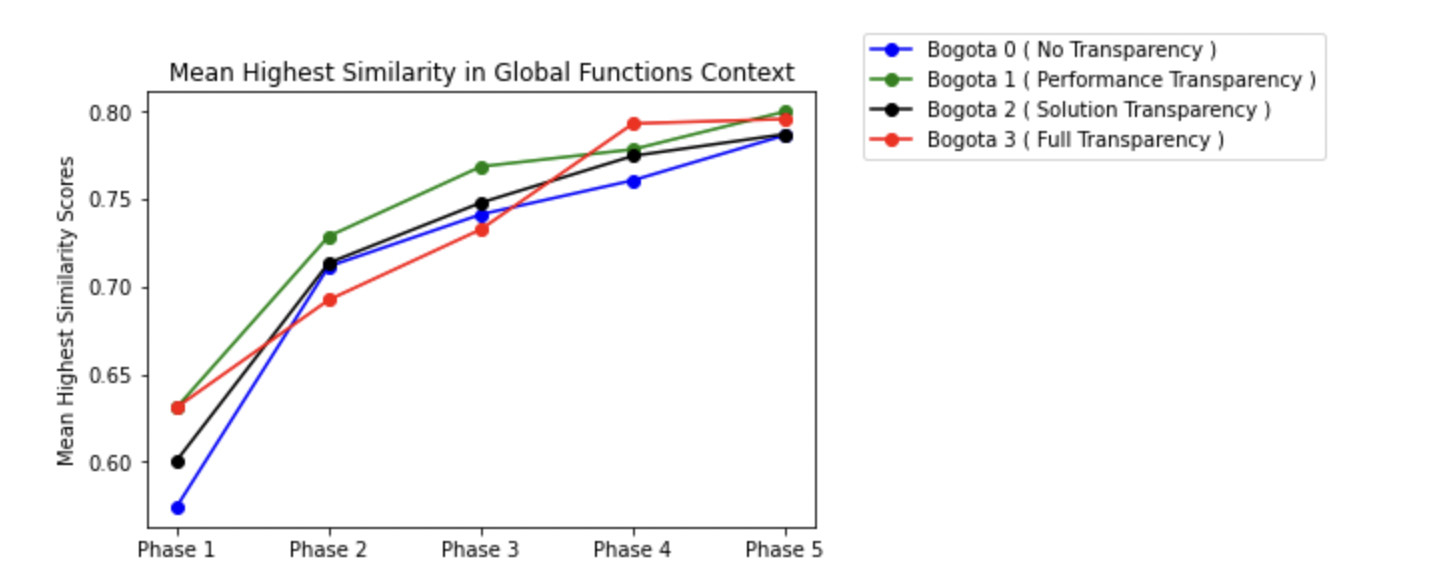 Bogota 0 ( No Transparency )
Bogota 1 ( Performance Transparency )
Bogota 2 ( Solution Transparency )
Bogota 3 ( Full Transparency )
Mean Highest Similarity in Global Functions Context
Mean Highest Similarity Scores
0.80
0.75
0.70
0.65
0.60
Phase 1 Phase 2 Phase 3 Phase 4 Phase 5